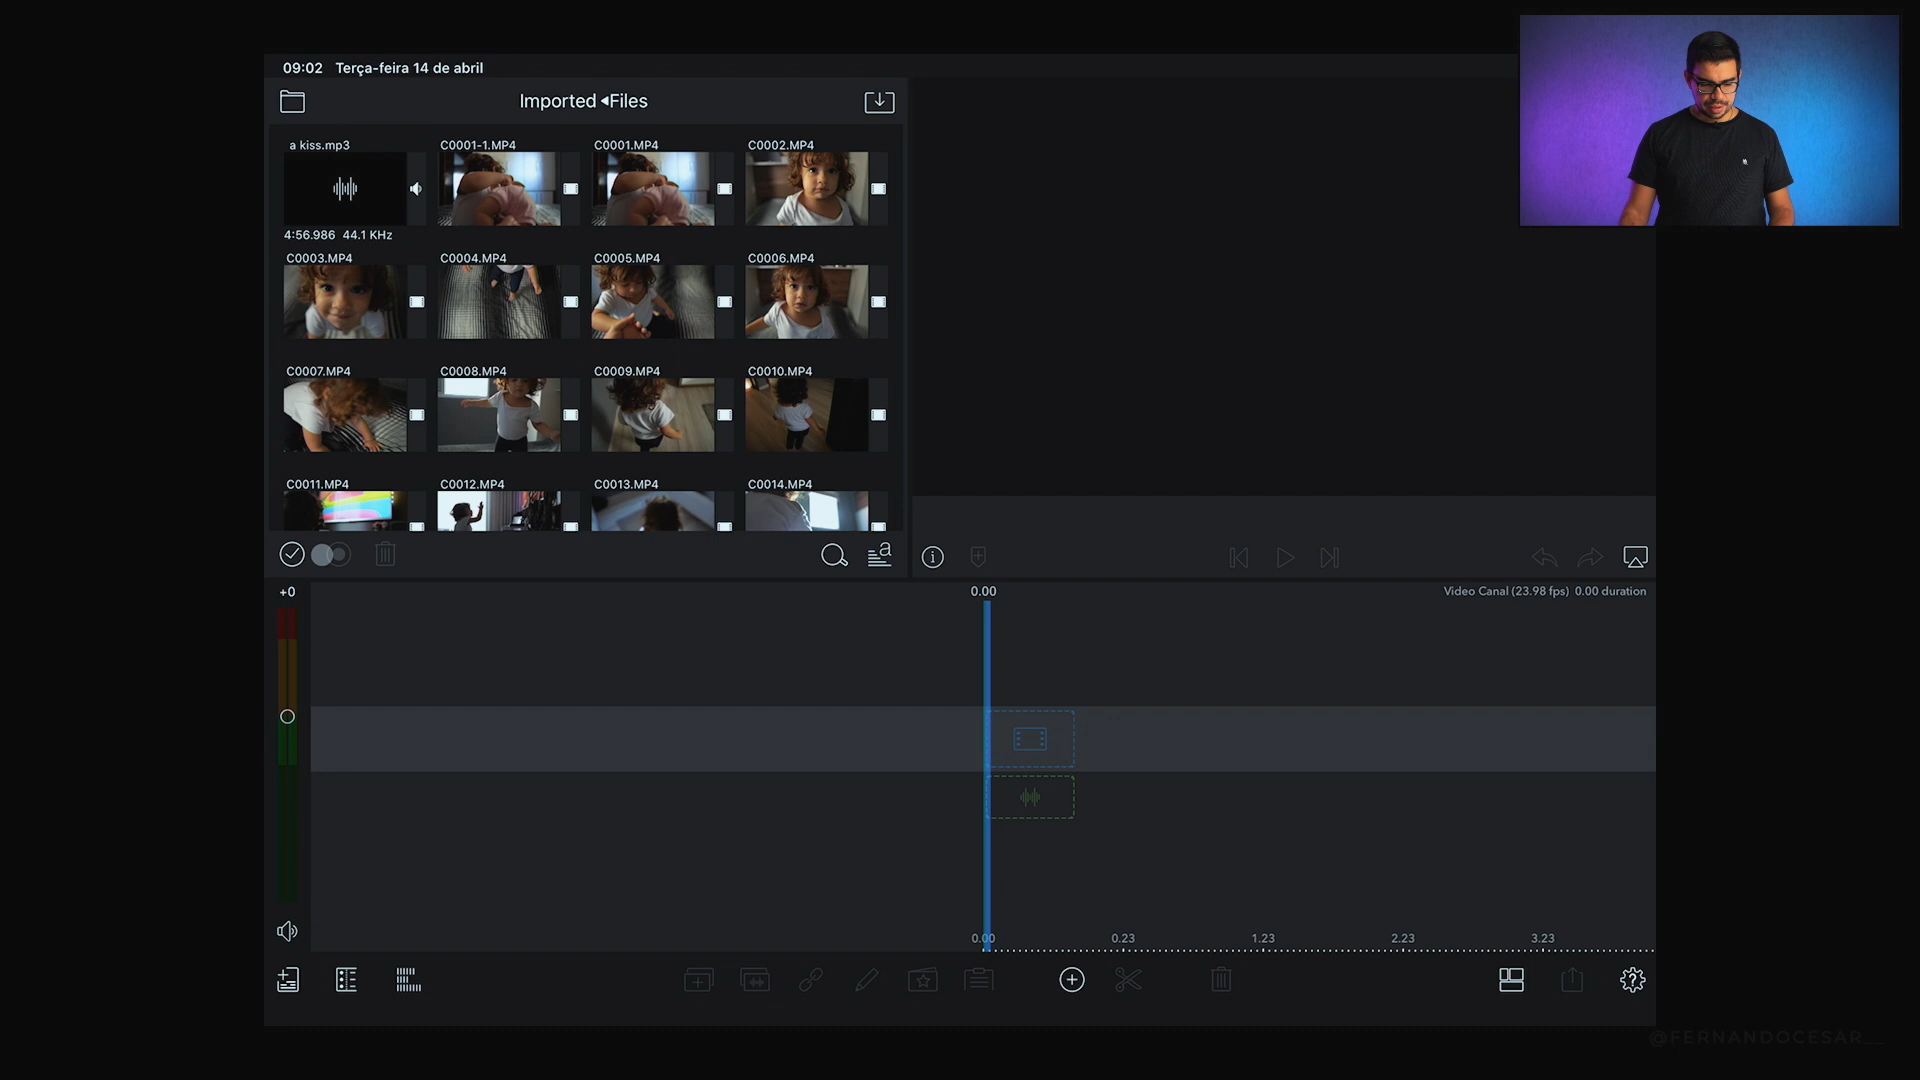 09:02 Terça-feira 14 de abril
Imported ◂Files
a kiss.mp3
C0001-1.MP4
C0001.MP4
C0002.MP4
4:56.986 44.1 KHz
C0003.MP4
C0004.MP4
C0005.MP4
C0006.MP4
C0007.MP4
C0008.MP4
C0009.MP4
C0010.MP4
C0011.MP4
C0012.MP4
C0013.MP4
C0014.MP4
+0
0.00
Video Canal (23.98 fps) 0.00 duration
0.00
0.23
1.23
2.23
3.23
@FERNANDOCESAR__